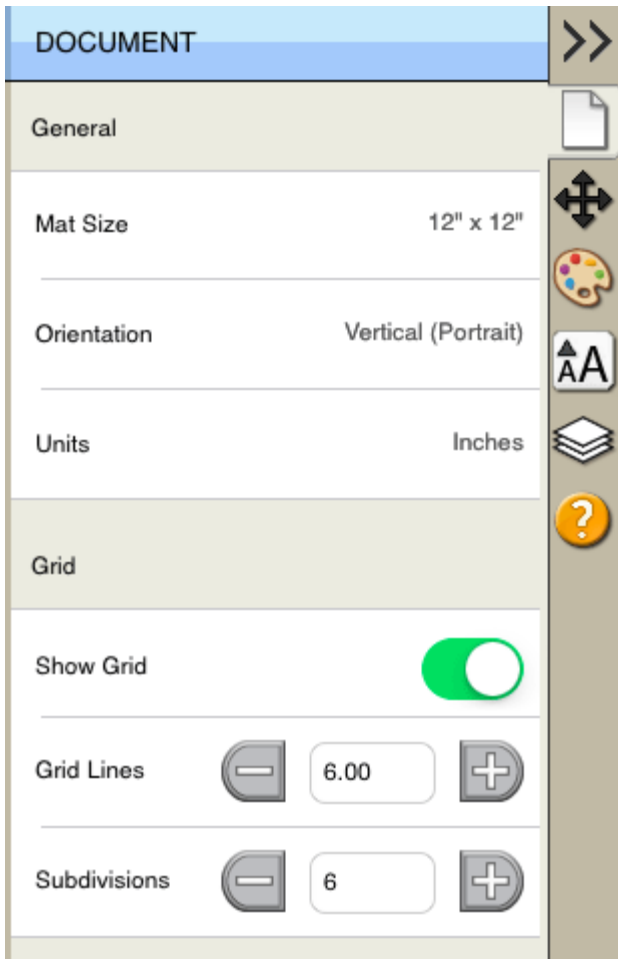 DOCUMENT
General
Mat Size 12" x 12"
Orientation Vertical (Portrait)
Units Inches
Grid
Show Grid
Grid Lines 6.00
Subdivisions 6
AA
?